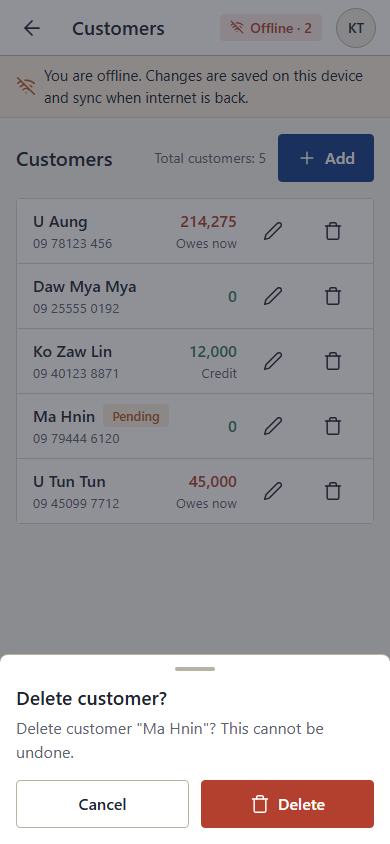 Customers
Offline · 2
KT
You are offline. Changes are saved on this device
and sync when internet is back.
Customers
Total customers: 5
Add
U Aung
214,275
09 78123 456
Owes now
Daw Mya Mya
0
09 25555 0192
Ko Zaw Lin
12,000
09 40123 8871
Credit
Ma Hnin
Pending
0
09 79444 6120
U Tun Tun
45,000
09 45099 7712
Owes now
Delete customer?
Delete customer "Ma Hnin"? This cannot be
undone.
Cancel
Delete